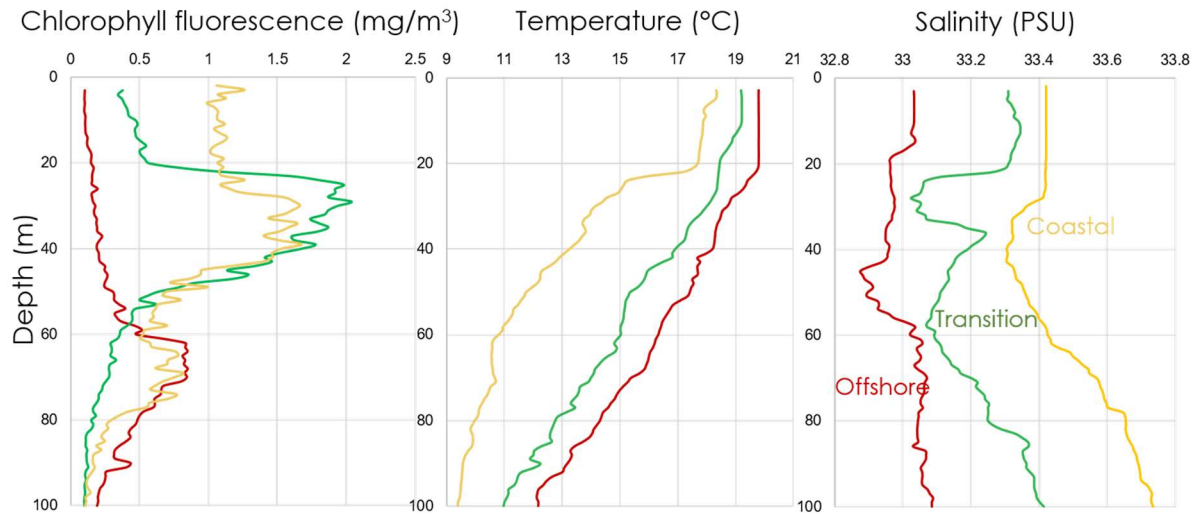 Chlorophyll fluorescence (mg/m³) Temperature (°C) Salinity (PSU)
0 0.5 1 1.5 2 2.5 9 11 13 15 17 19 21 32.8 33 33.2 33.4 33.6 33.8
0 0 0
20 20 20
Coastal
40 40 40
Depth (m)
Transition
60 60 60
Offshore
80 80 80
100 100 100